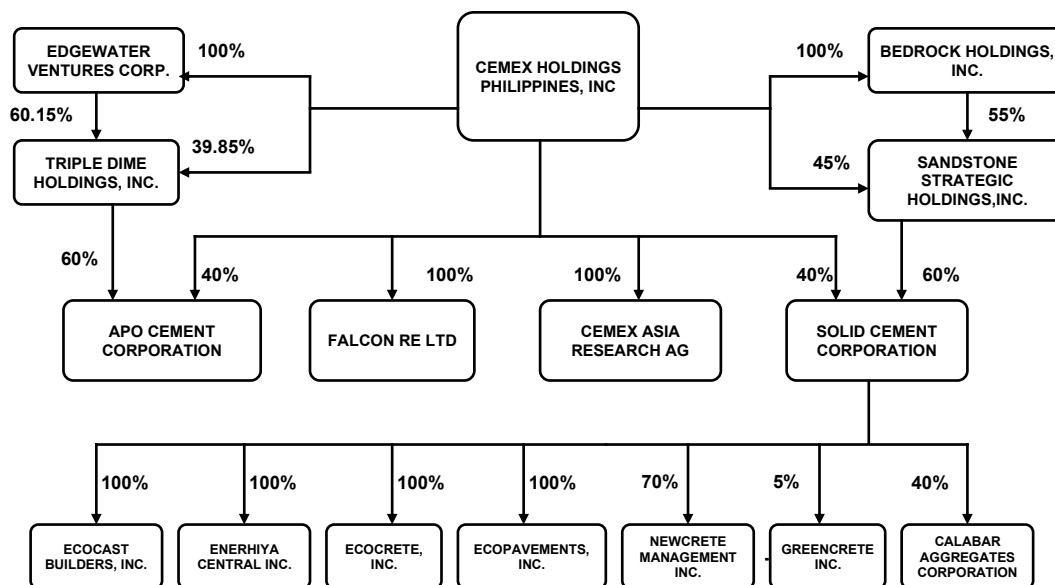 EDGEWATER
VENTURES CORP.
100%
CEMEX HOLDINGS
PHILIPPINES, INC
100%
BEDROCK HOLDINGS,
INC.
60.15%
39.85%
55%
45%
TRIPLE DIME
HOLDINGS, INC.
SANDSTONE
STRATEGIC
HOLDINGS,INC.
60%
40%
100%
100%
40%
60%
APO CEMENT
CORPORATION
FALCON RE LTD
CEMEX ASIA
RESEARCH AG
SOLID CEMENT
CORPORATION
100%
100%
100%
100%
70%
5%
40%
ECOCAST
BUILDERS, INC.
ENERHIYA
CENTRAL INC.
ECOCRETE,
INC.
ECOPAVEMENTS,
INC.
NEWCRETE
MANAGEMENT
INC.
GREENCRETE
INC.
CALABAR
AGGREGATES
CORPORATION